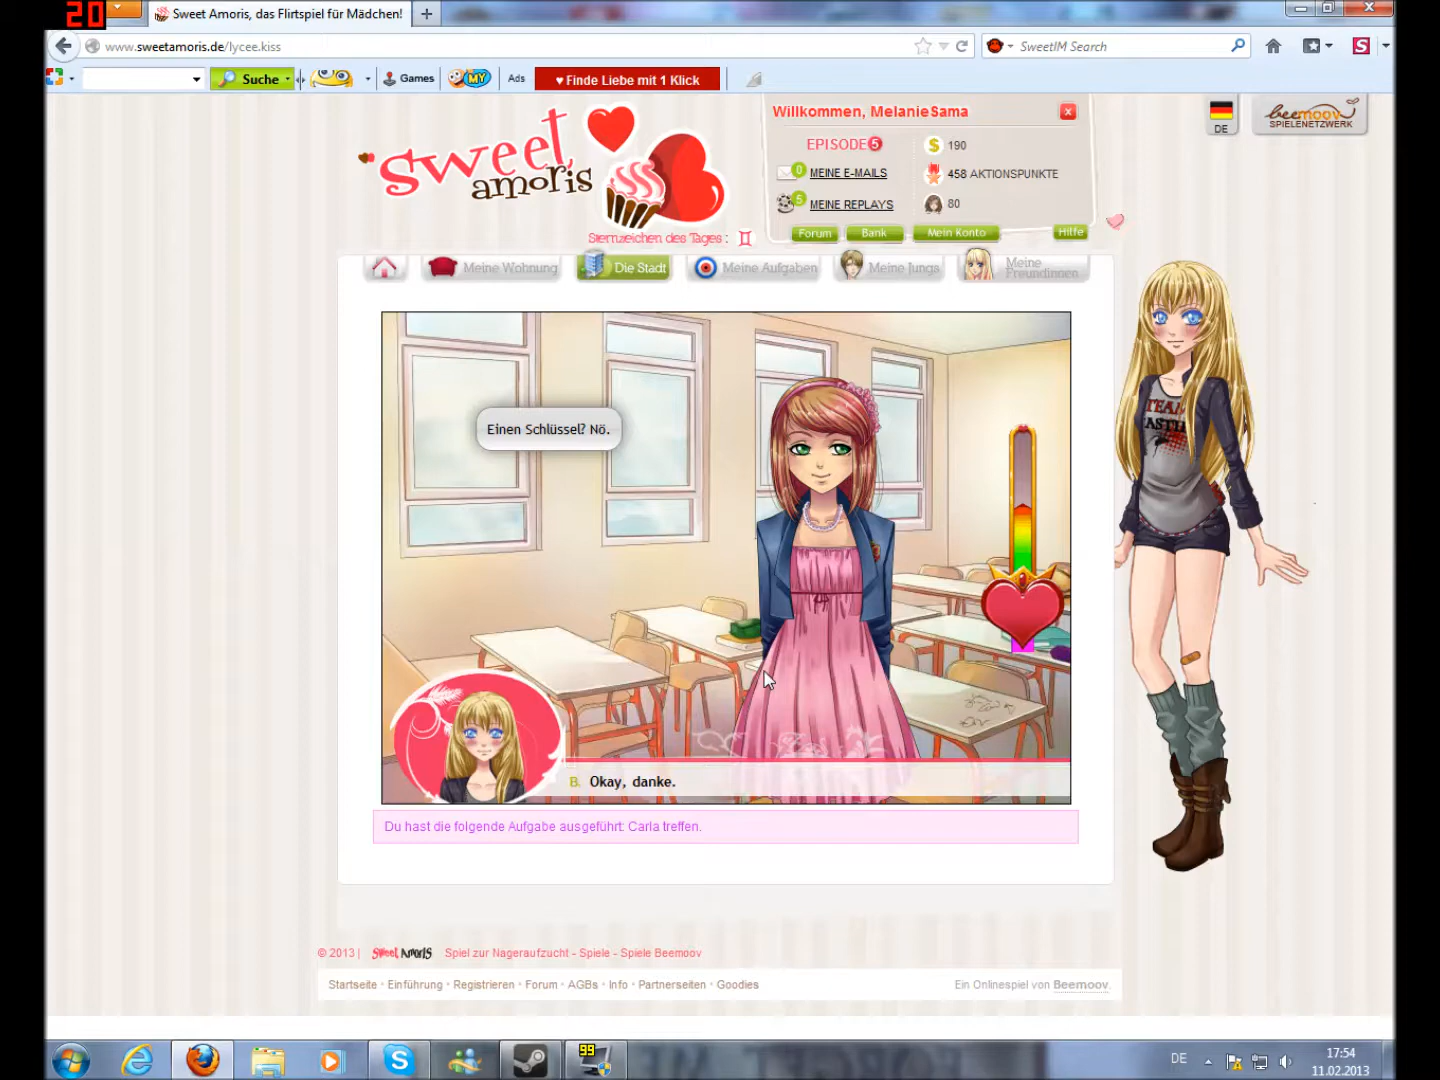 20
Sweet Amoris, das Flirtspiel für Mädchen!
www.sweetamoris.de/lycee.kiss
SweetIM Search
Suche
Games
MY
Ads
♥ Finde Liebe mit 1 Klick
sweet amoris
Sternzeichen des Tages :
Willkommen, MelanieSama
EPISODE 5
$ 190
0 MEINE E-MAILS
458 AKTIONSPUNKTE
5 MEINE REPLAYS
80
Forum
Bank
Mein Konto
Hilfe
DE
beemoov
SPIELENETZWERK
Meine Wohnung
Die Stadt
Meine Aufgaben
Meine Jungs
Meine Freundinnen
Einen Schlüssel? Nö.
TEAM
B. Okay, danke.
Du hast die folgende Aufgabe ausgeführt: Carla treffen.
© 2013 | Sweet Amoris Spiel zur Nageraufzucht - Spiele - Spiele Beemoov
Startseite • Einführung • Registrieren • Forum • AGBs • Info • Partnerseiten • Goodies
Ein Onlinespiel von Beemoov.
99
DE
17:54
11.02.2013